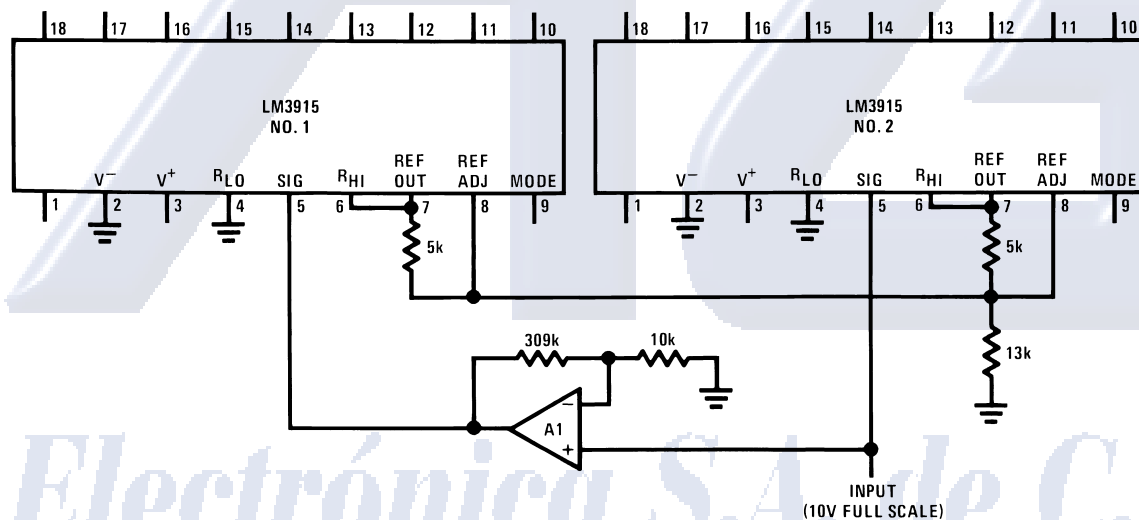 18 17 16 15 14 13 12 11 10
LM3915
NO. 1
V⁻ V⁺ RLO SIG RHI REF OUT REF ADJ MODE
1 2 3 4 5 6 7 8 9
18 17 16 15 14 13 12 11 10
LM3915
NO. 2
V⁻ V⁺ RLO SIG RHI REF OUT REF ADJ MODE
1 2 3 4 5 6 7 8 9
5k
5k
309k
10k
13k
−
A1
+
INPUT
(10V FULL SCALE)
Electrónica S.A. de C.